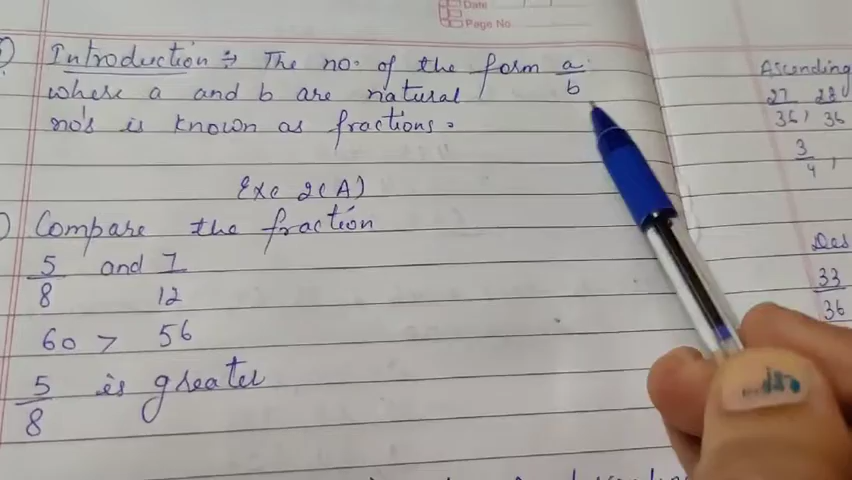 Date
Page No
Introduction ÷ The no. of the form a/b
where a and b are natural
no's is known as fractions.
Exc 2(A)
Compare the fraction
5/8 and 7/12
60 > 56
5/8 is greater
Ascending
27/36, 28/36
3/4,
Des
33/36